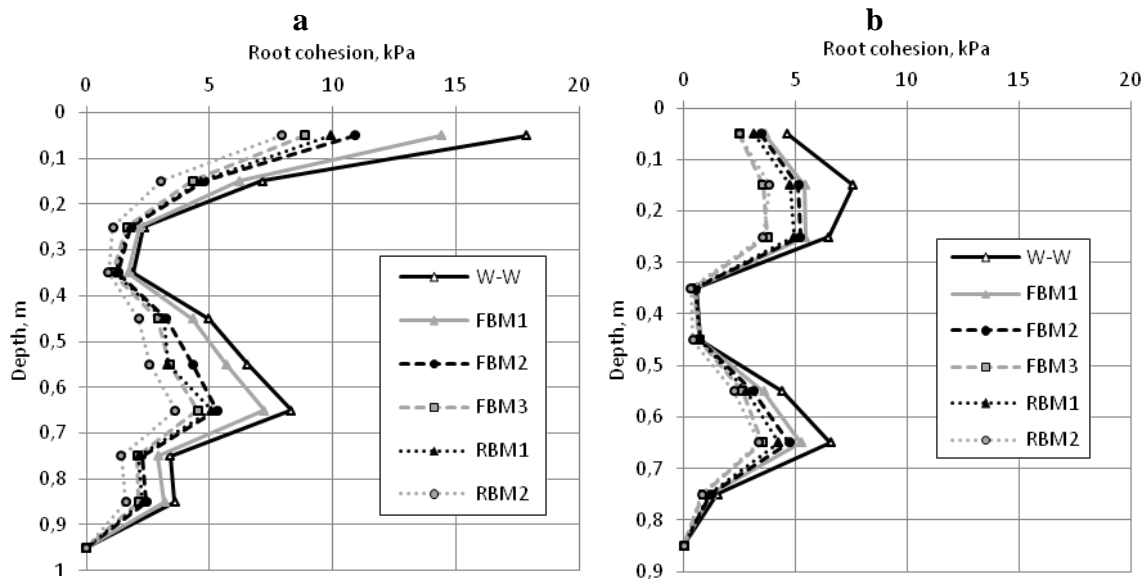 a
Root cohesion, kPa
0 5 10 15 20
0
0,1
0,2
0,3
0,4
0,5
0,6
0,7
0,8
0,9
1
Depth, m
W-W
FBM1
FBM2
FBM3
RBM1
RBM2
b
Root cohesion, kPa
0 5 10 15 20
0
0,1
0,2
0,3
0,4
0,5
0,6
0,7
0,8
0,9
Depth, m
W-W
FBM1
FBM2
FBM3
RBM1
RBM2